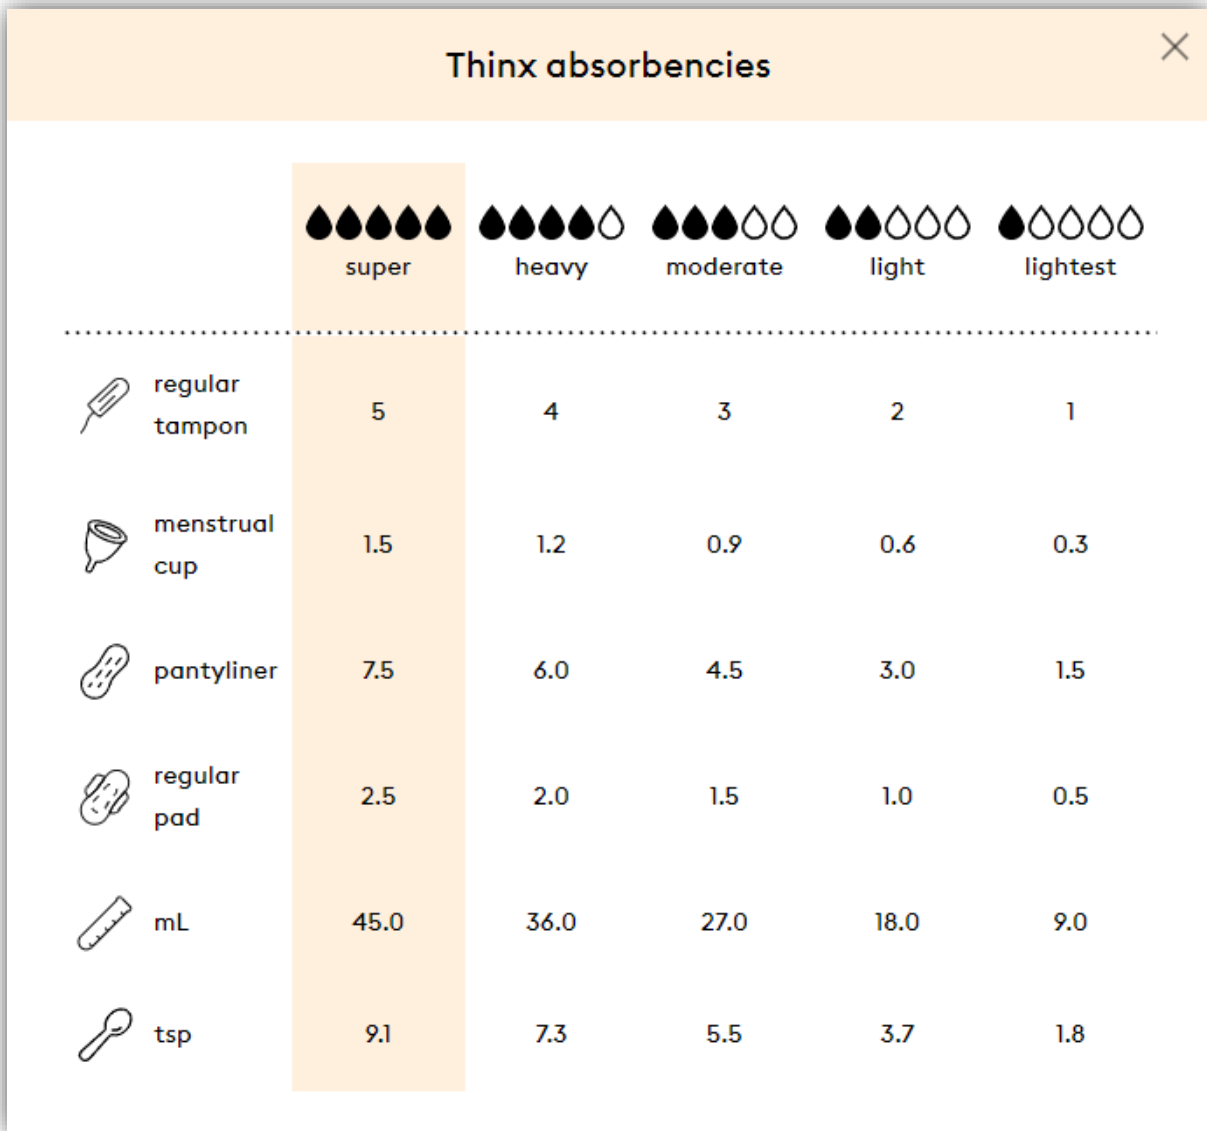 Thinx absorbencies
super heavy moderate light lightest
regular
tampon 5 4 3 2 1
menstrual
cup 1.5 1.2 0.9 0.6 0.3
pantyliner 7.5 6.0 4.5 3.0 1.5
regular
pad 2.5 2.0 1.5 1.0 0.5
mL 45.0 36.0 27.0 18.0 9.0
tsp 9.1 7.3 5.5 3.7 1.8